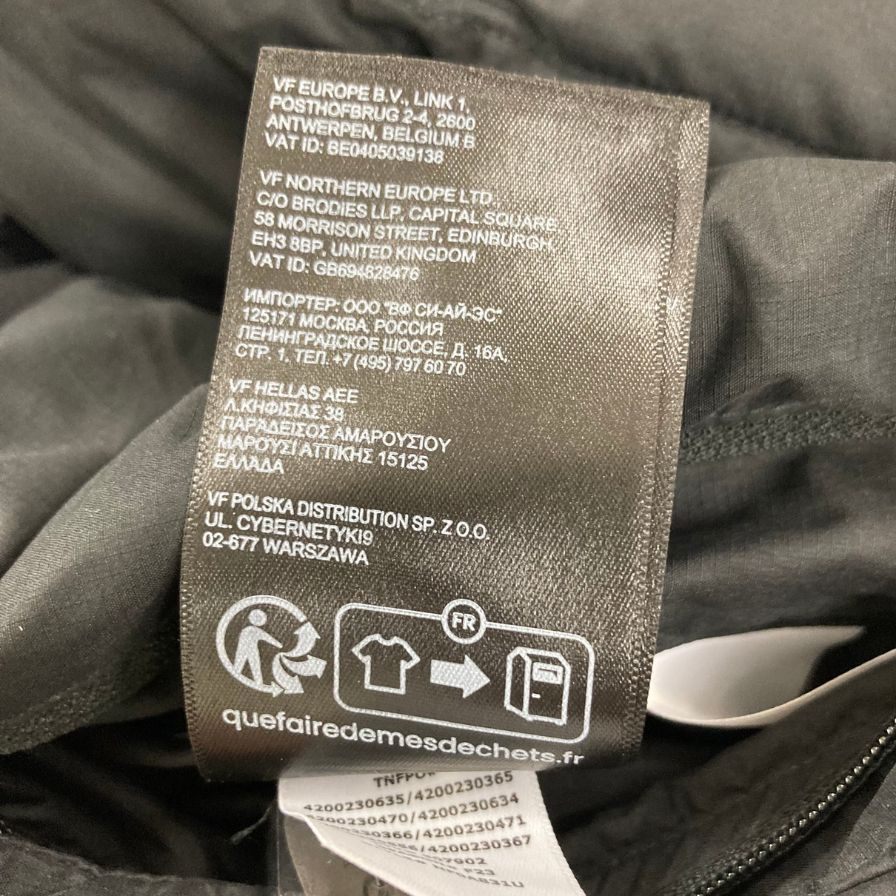 VF EUROPE B.V., LINK 1,
POSTHOFBRUG 2-4, 2600
ANTWERPEN, BELGIUM B
VAT ID: BE0405039138
VF NORTHERN EUROPE LTD.,
C/O BRODIES LLP, CAPITAL SQUARE
58 MORRISON STREET, EDINBURGH,
EH3 8BP, UNITED KINGDOM
VAT ID: GB694828476
ИМПОРТЕР: ООО "ВФ СИ-АЙ-ЭС"
125171 МОСКВА, РОССИЯ
ЛЕНИНГРАДСКОЕ ШОССЕ, Д. 16А,
СТР. 1, ТЕЛ. +7 (495) 797 60 70
VF HELLAS AEE
Λ.ΚΗΦΙΣΙΑΣ 38
ΠΑΡΑΔΕΙΣΟΣ ΑΜΑΡΟΥΣΙΟΥ
ΜΑΡΟΥΣΙ ΑΤΤΙΚΗΣ 15125
ΕΛΛΑΔΑ
VF POLSKA DISTRIBUTION SP. Z O.O.
UL. CYBERNETYKI9
02-677 WARSZAWA
FR
quefairedemesdechets.fr
4200230635/4200230365
4200230470/4200230634
4200230471
4200230367
F23